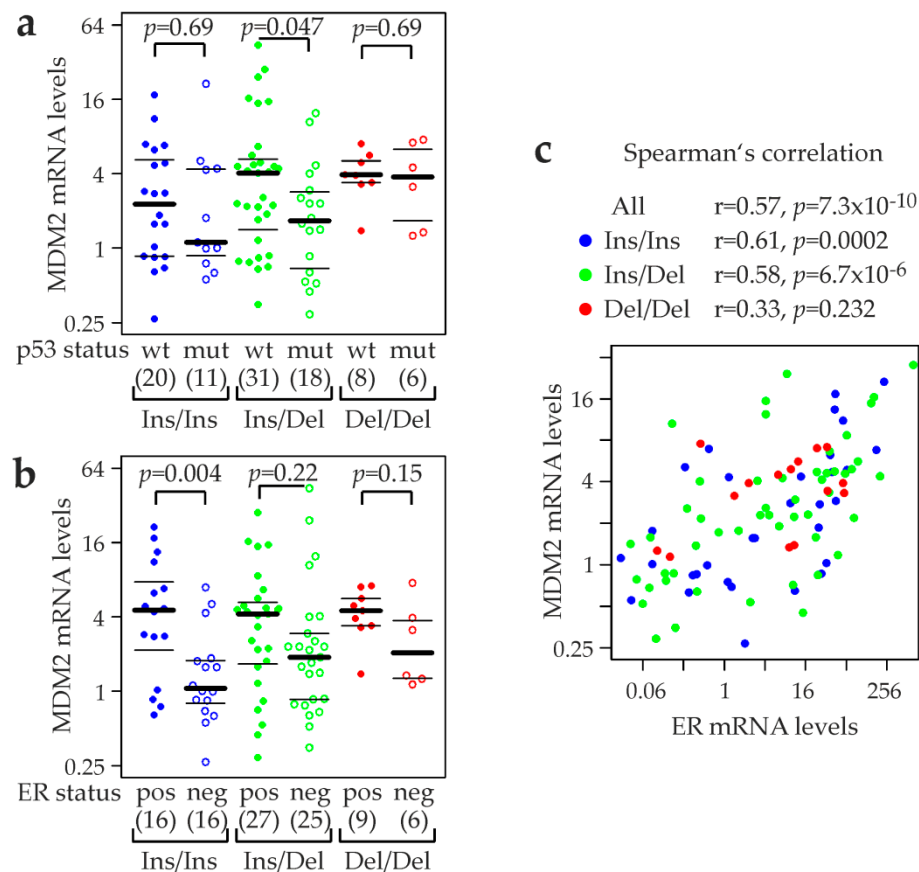 a
p=0.69 p=0.047 p=0.69
MDM2 mRNA levels
64
16
4
1
0.25
p53 status wt mut wt mut wt mut
(20) (11) (31) (18) (8) (6)
Ins/Ins Ins/Del Del/Del
b
p=0.004 p=0.22 p=0.15
MDM2 mRNA levels
64
16
4
1
0.25
ER status pos neg pos neg pos neg
(16) (16) (27) (25) (9) (6)
Ins/Ins Ins/Del Del/Del
c Spearman‘s correlation
All r=0.57, p=7.3x10⁻¹⁰
Ins/Ins r=0.61, p=0.0002
Ins/Del r=0.58, p=6.7x10⁻⁶
Del/Del r=0.33, p=0.232
MDM2 mRNA levels
16
4
1
0.25
0.06 1 16 256
ER mRNA levels